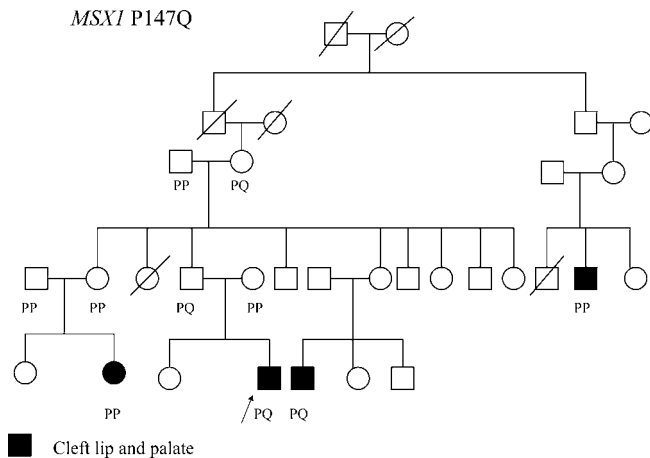 MSX1 P147Q
PP PQ
PP PP PQ PP PP
PP PQ PQ
Cleft lip and palate